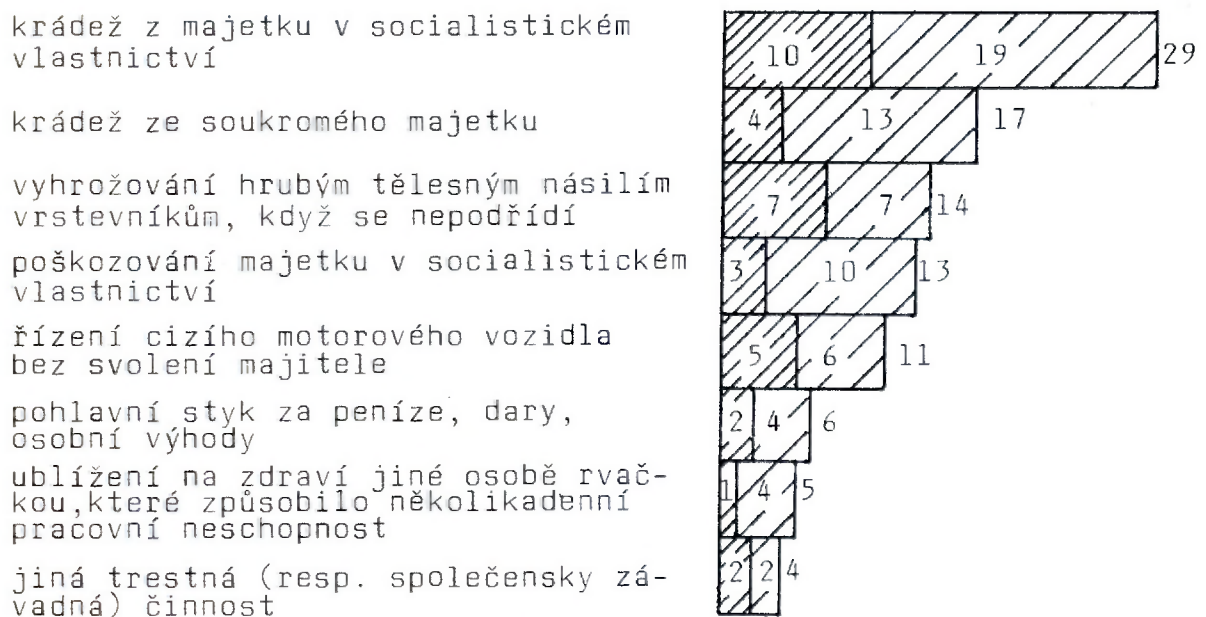 krádež z majetku v socialistickém
vlastnictví
10 19 29
krádež ze soukromého majetku
4 13 17
vyhrožování hrubým tělesným násilím
vrstevníkům, když se nepodřídí
7 7 14
poškozování majetku v socialistickém
vlastnictví
3 10 13
řízení cizího motorového vozidla
bez svolení majitele
5 6 11
pohlavní styk za peníze, dary,
osobní výhody
2 4 6
ublížení na zdraví jiné osobě rvač-
kou,které způsobilo několikadenní
pracovní neschopnost
1 4 5
jiná trestná (resp. společensky zá-
vadná) činnost
2 2 4